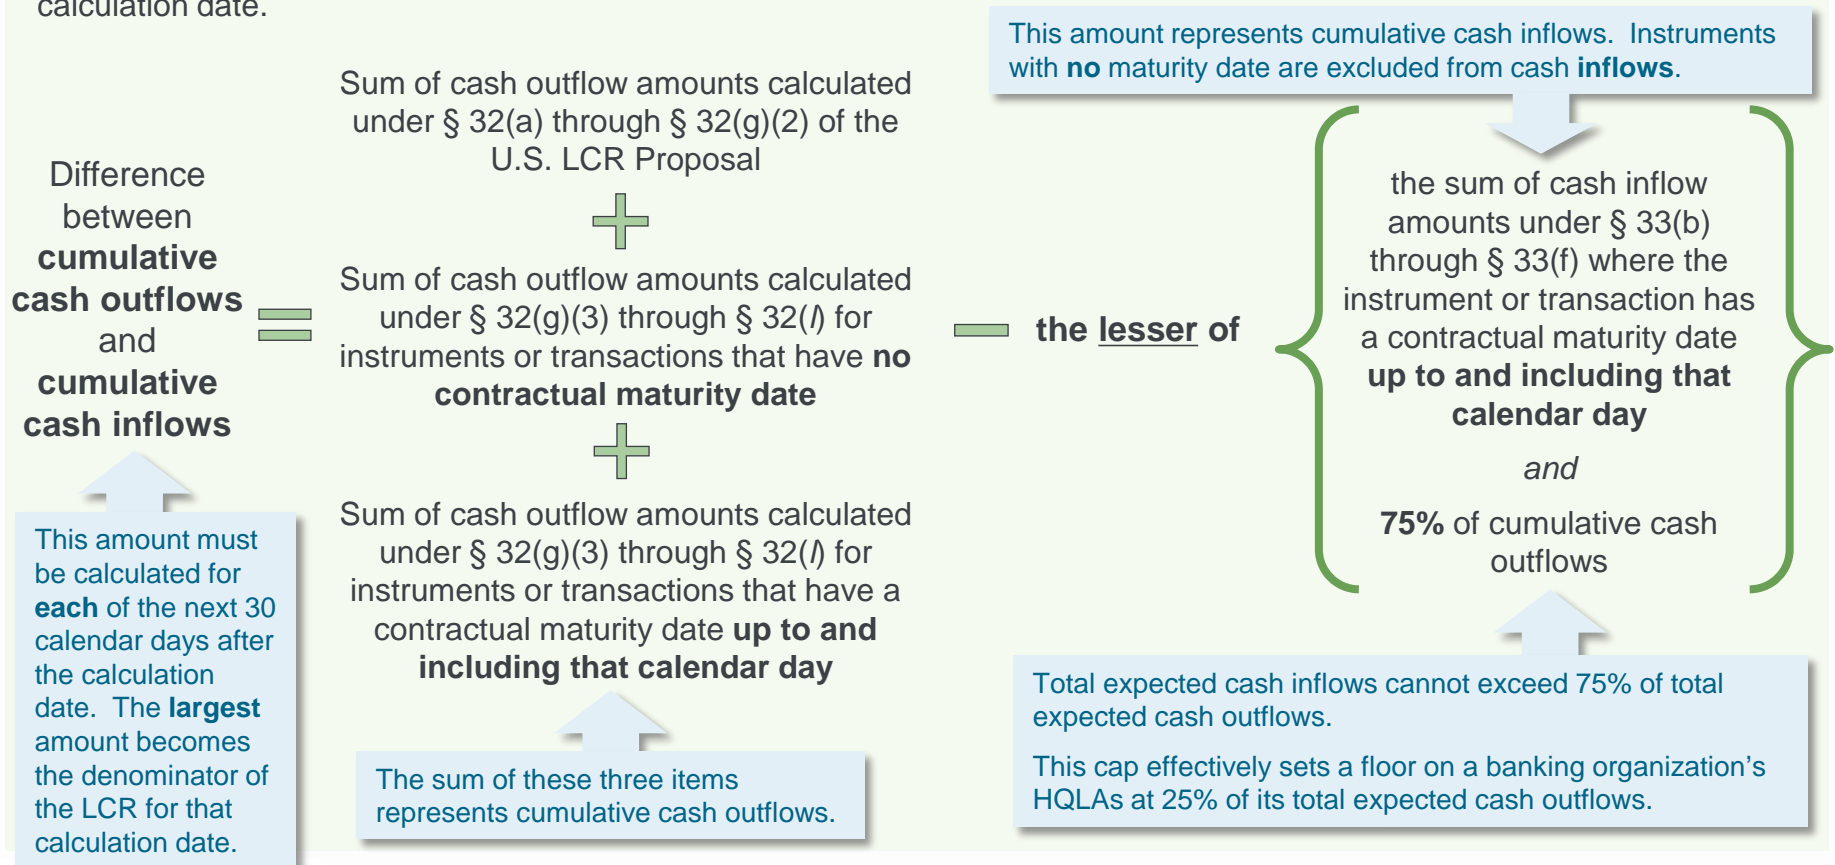 calculation date.
This amount represents cumulative cash inflows. Instruments
with no maturity date are excluded from cash inflows.
Difference
between
cumulative
cash outflows
and
cumulative
cash inflows
Sum of cash outflow amounts calculated
under § 32(a) through § 32(g)(2) of the
U.S. LCR Proposal
Sum of cash outflow amounts calculated
under § 32(g)(3) through § 32(l) for
instruments or transactions that have no
contractual maturity date
Sum of cash outflow amounts calculated
under § 32(g)(3) through § 32(l) for
instruments or transactions that have a
contractual maturity date up to and
including that calendar day
the lesser of
the sum of cash inflow
amounts under § 33(b)
through § 33(f) where the
instrument or transaction has
a contractual maturity date
up to and including that
calendar day
and
75% of cumulative cash
outflows
This amount must
be calculated for
each of the next 30
calendar days after
the calculation
date. The largest
amount becomes
the denominator of
the LCR for that
calculation date.
The sum of these three items
represents cumulative cash outflows.
Total expected cash inflows cannot exceed 75% of total
expected cash outflows.
This cap effectively sets a floor on a banking organization's
HQLAs at 25% of its total expected cash outflows.